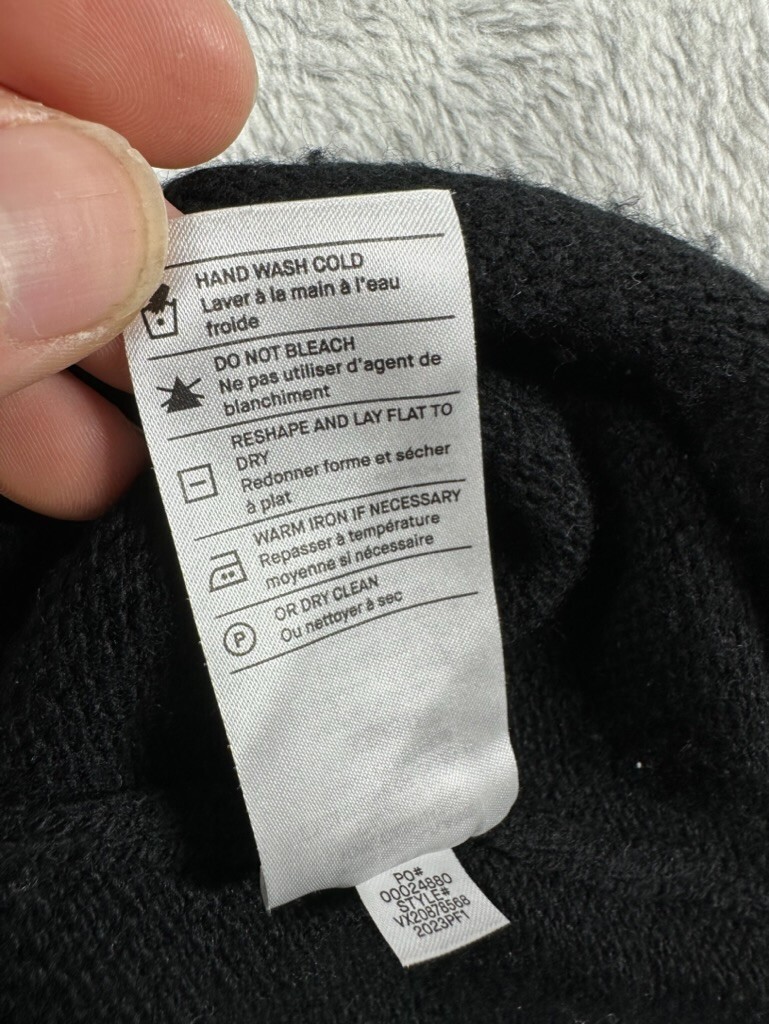 HAND WASH COLD
Laver à la main à l'eau
froide
DO NOT BLEACH
Ne pas utiliser d'agent de
blanchiment
RESHAPE AND LAY FLAT TO
DRY
Redonner forme et sécher
à plat
WARM IRON IF NECESSARY
Repasser à température
moyenne si nécessaire
P
OR DRY CLEAN
Ou nettoyer à sec
PO#
00024880
STYLE#
VX20878568
2023PF1